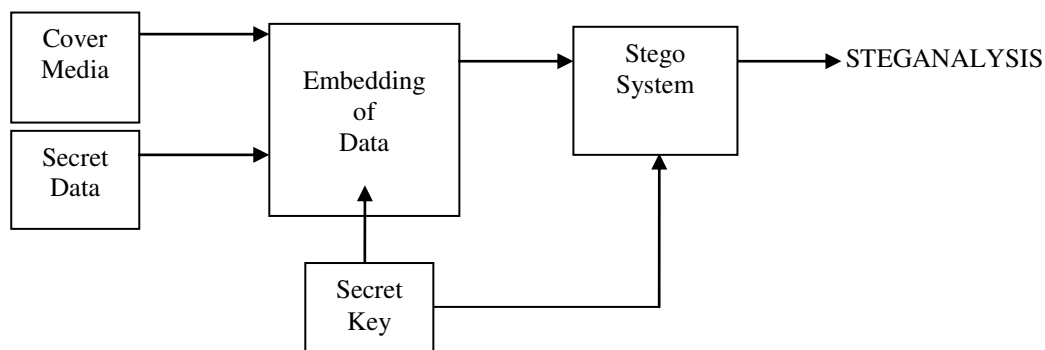 Cover
Media
Secret
Data
Embedding
of
Data
Secret
Key
Stego
System
STEGANALYSIS